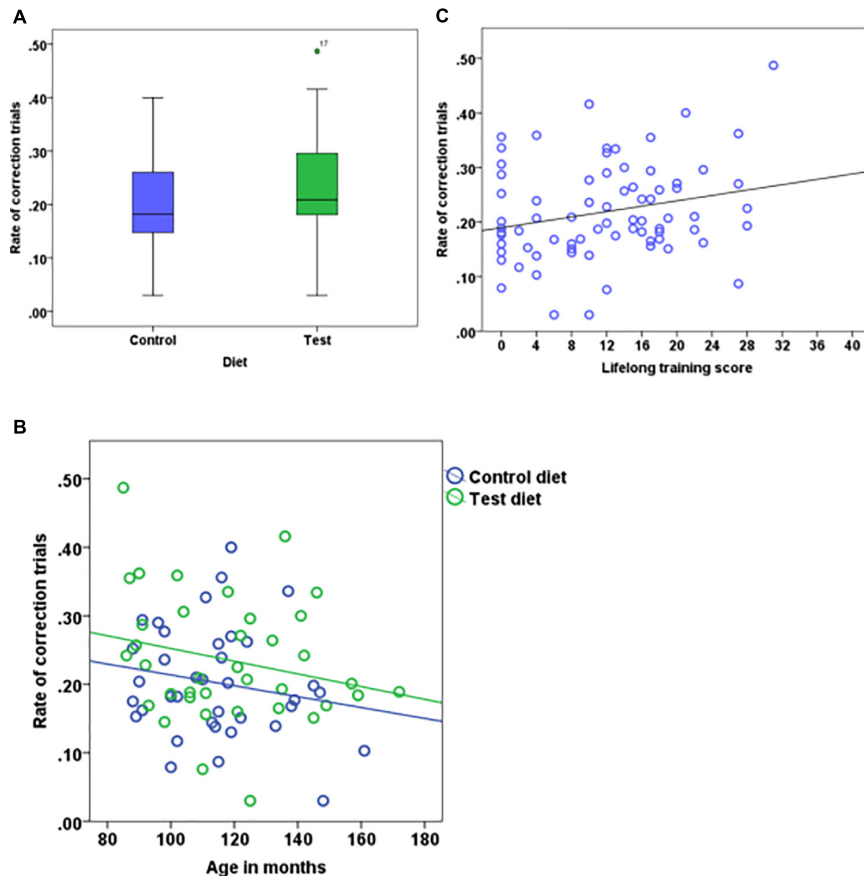 A
.50
.40
.30
.20
.10
.00
Rate of correction trials
17
Control Test
Diet
C
.50
.40
.30
.20
.10
.00
Rate of correction trials
0 4 8 12 16 20 24 28 32 36 40
Lifelong training score
B
.50
.40
.30
.20
.10
.00
Rate of correction trials
80 100 120 140 160 180
Age in months
Control diet
Test diet